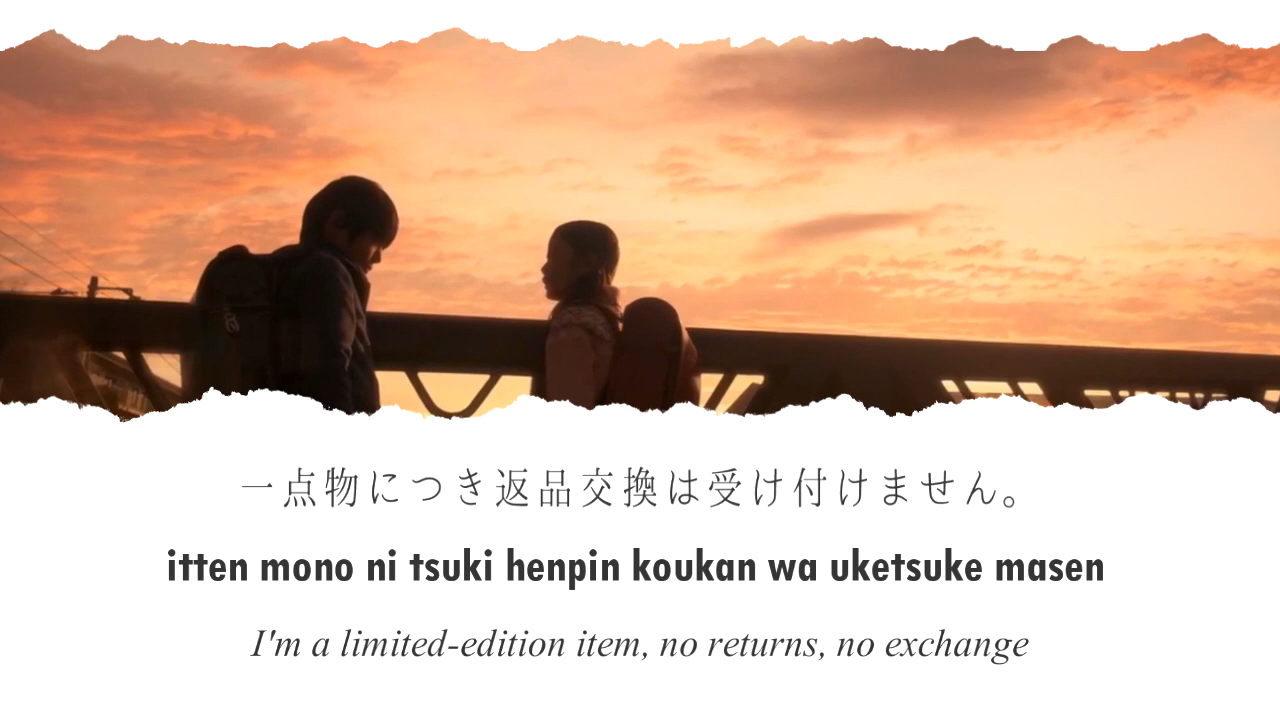 一点物につき返品交換は受け付けません。
itten mono ni tsuki henpin koukan wa uketsuke masen
I'm a limited-edition item, no returns, no exchange